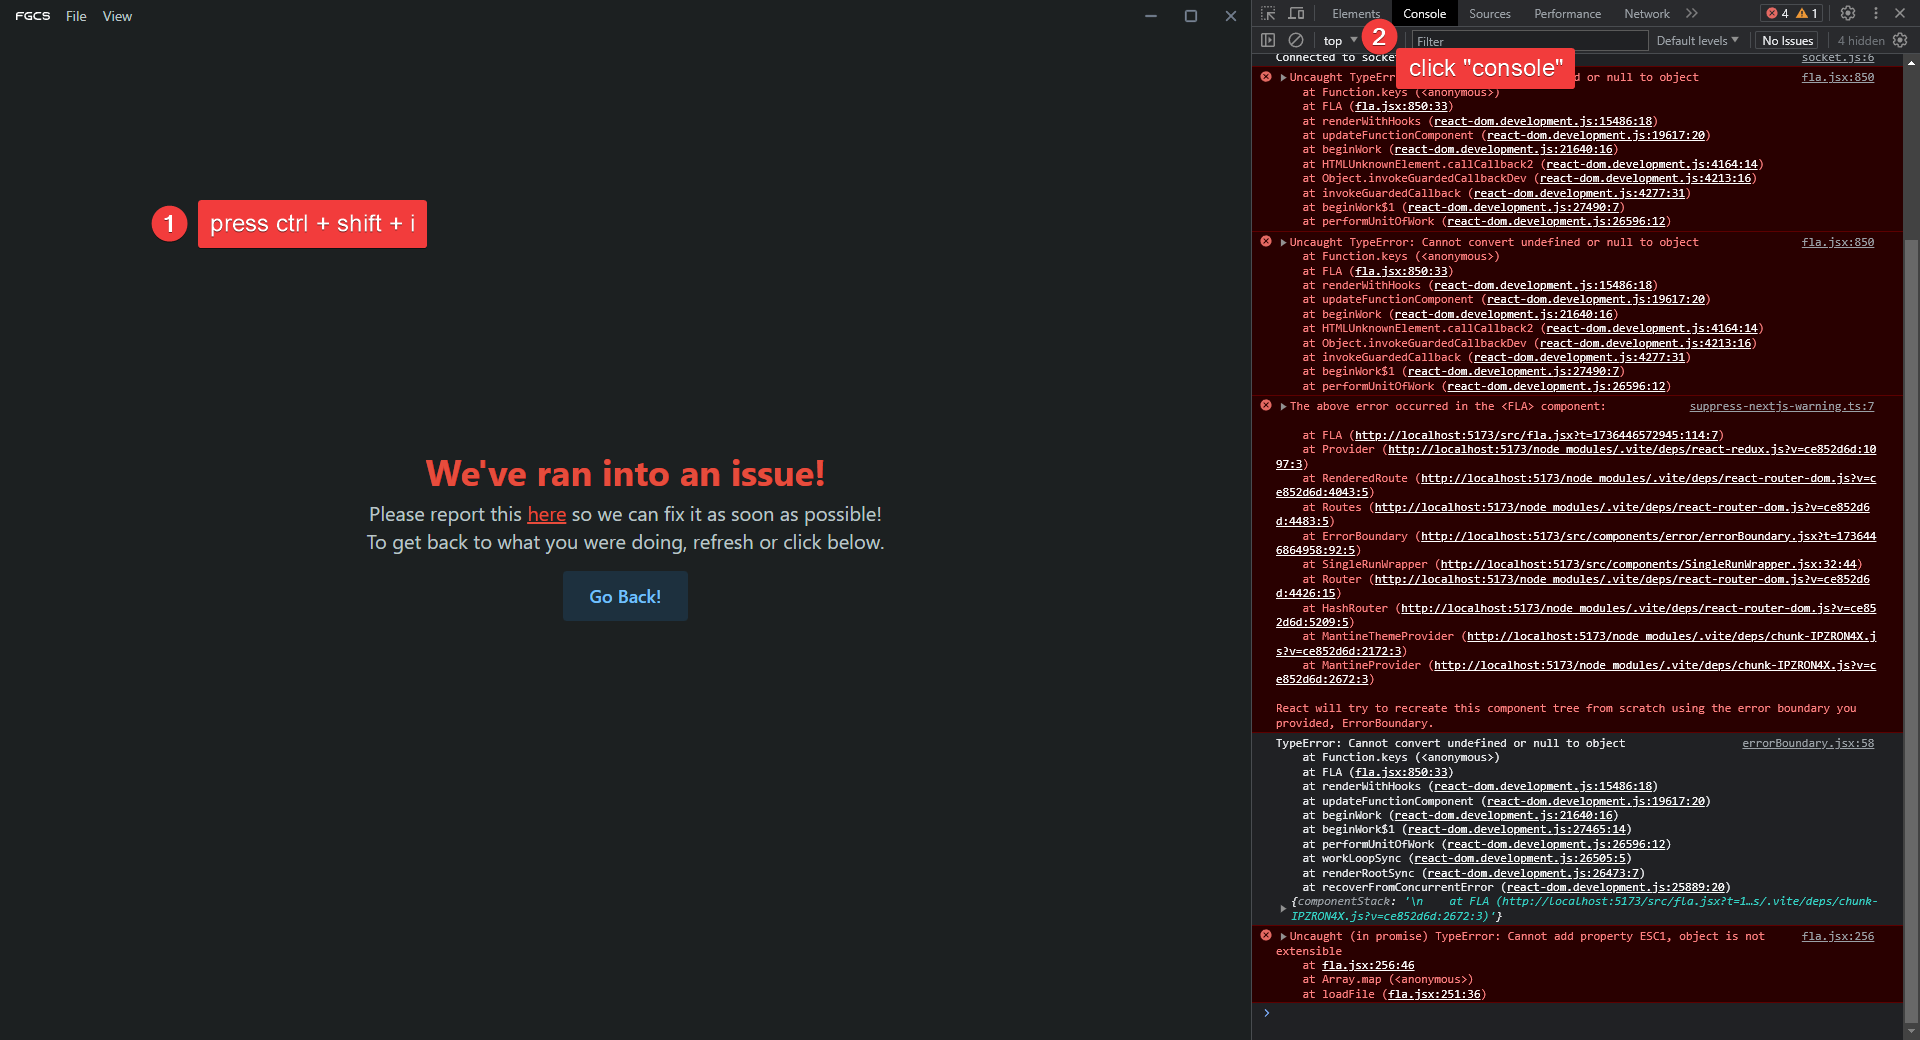 FGCS File View
press ctrl + shift + i
1
We've ran into an issue!
Please report this here so we can fix it as soon as possible!
To get back to what you were doing, refresh or click below.
Go Back!
Elements Console Sources Performance Network 4 1
top 2 Filter Default levels No Issues 4 hidden
click "console"
Connected to socke socket.js:6
Uncaught TypeErr d or null to object fla.jsx:850
at Function.keys (<anonymous>)
at FLA (fla.jsx:850:33)
at renderWithHooks (react-dom.development.js:15486:18)
at updateFunctionComponent (react-dom.development.js:19617:20)
at beginWork (react-dom.development.js:21640:16)
at HTMLUnknownElement.callCallback2 (react-dom.development.js:4164:14)
at Object.invokeGuardedCallbackDev (react-dom.development.js:4213:16)
at invokeGuardedCallback (react-dom.development.js:4277:31)
at beginWork$1 (react-dom.development.js:27490:7)
at performUnitOfWork (react-dom.development.js:26596:12)
Uncaught TypeError: Cannot convert undefined or null to object fla.jsx:850
at Function.keys (<anonymous>)
at FLA (fla.jsx:850:33)
at renderWithHooks (react-dom.development.js:15486:18)
at updateFunctionComponent (react-dom.development.js:19617:20)
at beginWork (react-dom.development.js:21640:16)
at HTMLUnknownElement.callCallback2 (react-dom.development.js:4164:14)
at Object.invokeGuardedCallbackDev (react-dom.development.js:4213:16)
at invokeGuardedCallback (react-dom.development.js:4277:31)
at beginWork$1 (react-dom.development.js:27490:7)
at performUnitOfWork (react-dom.development.js:26596:12)
The above error occurred in the <FLA> component: suppress-nextjs-warning.ts:7
at FLA (http://localhost:5173/src/fla.jsx?t=1736446572945:114:7)
at Provider (http://localhost:5173/node_modules/.vite/deps/react-redux.js?v=ce852d6d:10
97:3)
at RenderedRoute (http://localhost:5173/node_modules/.vite/deps/react-router-dom.js?v=c
e852d6d:4043:5)
at Routes (http://localhost:5173/node_modules/.vite/deps/react-router-dom.js?v=ce852d6
d:4483:5)
at ErrorBoundary (http://localhost:5173/src/components/error/errorBoundary.jsx?t=173644
6864958:92:5)
at SingleRunWrapper (http://localhost:5173/src/components/SingleRunWrapper.jsx:32:44)
at Router (http://localhost:5173/node_modules/.vite/deps/react-router-dom.js?v=ce852d6
d:4426:15)
at HashRouter (http://localhost:5173/node_modules/.vite/deps/react-router-dom.js?v=ce85
2d6d:5209:5)
at MantineThemeProvider (http://localhost:5173/node_modules/.vite/deps/chunk-IPZRON4X.j
s?v=ce852d6d:2172:3)
at MantineProvider (http://localhost:5173/node_modules/.vite/deps/chunk-IPZRON4X.js?v=c
e852d6d:2672:3)
React will try to recreate this component tree from scratch using the error boundary you
provided, ErrorBoundary.
TypeError: Cannot convert undefined or null to object errorBoundary.jsx:58
at Function.keys (<anonymous>)
at FLA (fla.jsx:850:33)
at renderWithHooks (react-dom.development.js:15486:18)
at updateFunctionComponent (react-dom.development.js:19617:20)
at beginWork (react-dom.development.js:21640:16)
at beginWork$1 (react-dom.development.js:27465:14)
at performUnitOfWork (react-dom.development.js:26596:12)
at workLoopSync (react-dom.development.js:26505:5)
at renderRootSync (react-dom.development.js:26473:7)
at recoverFromConcurrentError (react-dom.development.js:25889:20)
{componentStack: '\n    at FLA (http://localhost:5173/src/fla.jsx?t=1…s/.vite/deps/chunk-
IPZRON4X.js?v=ce852d6d:2672:3)'}
Uncaught (in promise) TypeError: Cannot add property ESC1, object is not fla.jsx:256
extensible
at fla.jsx:256:46
at Array.map (<anonymous>)
at loadFile (fla.jsx:251:36)